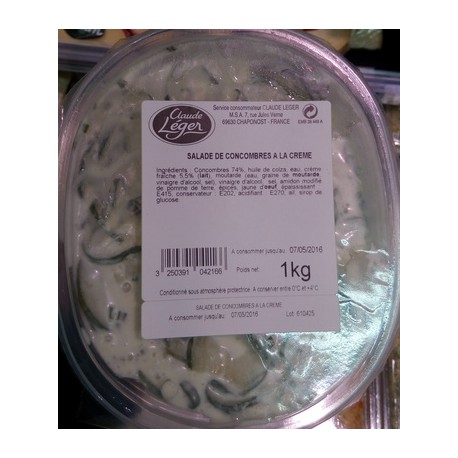 Claude
Léger
Service consommateur CLAUDE LEGER
M.S.A. 7, rue Jules Verne
69630 CHAPONOST - FRANCE
SALADE DE CONCOMBRES A LA CREME
Ingrédients : Concombres 74%, huile de colza, eau, crème
fraîche 5.5% (lait), moutarde (eau, graine de moutarde,
vinaigre d'alcool, sel), vinaigre d'alcool, sel, amidon modifié
de pomme de terre, épices, jaune d'oeuf, épaississant :
E415, conservateur : E202, acidifiant : E270, ail, sirop de
glucose.
A consommer jusqu'au 07/05/2016
3 250391 042166
Poids net: 1kg
Conditionné sous atmosphère protectrice. A conserver entre 0°C et +4°C.
SALADE DE CONCOMBRES A LA CREME
A consommer jusqu'au: 07/05/2016 Lot: 610405